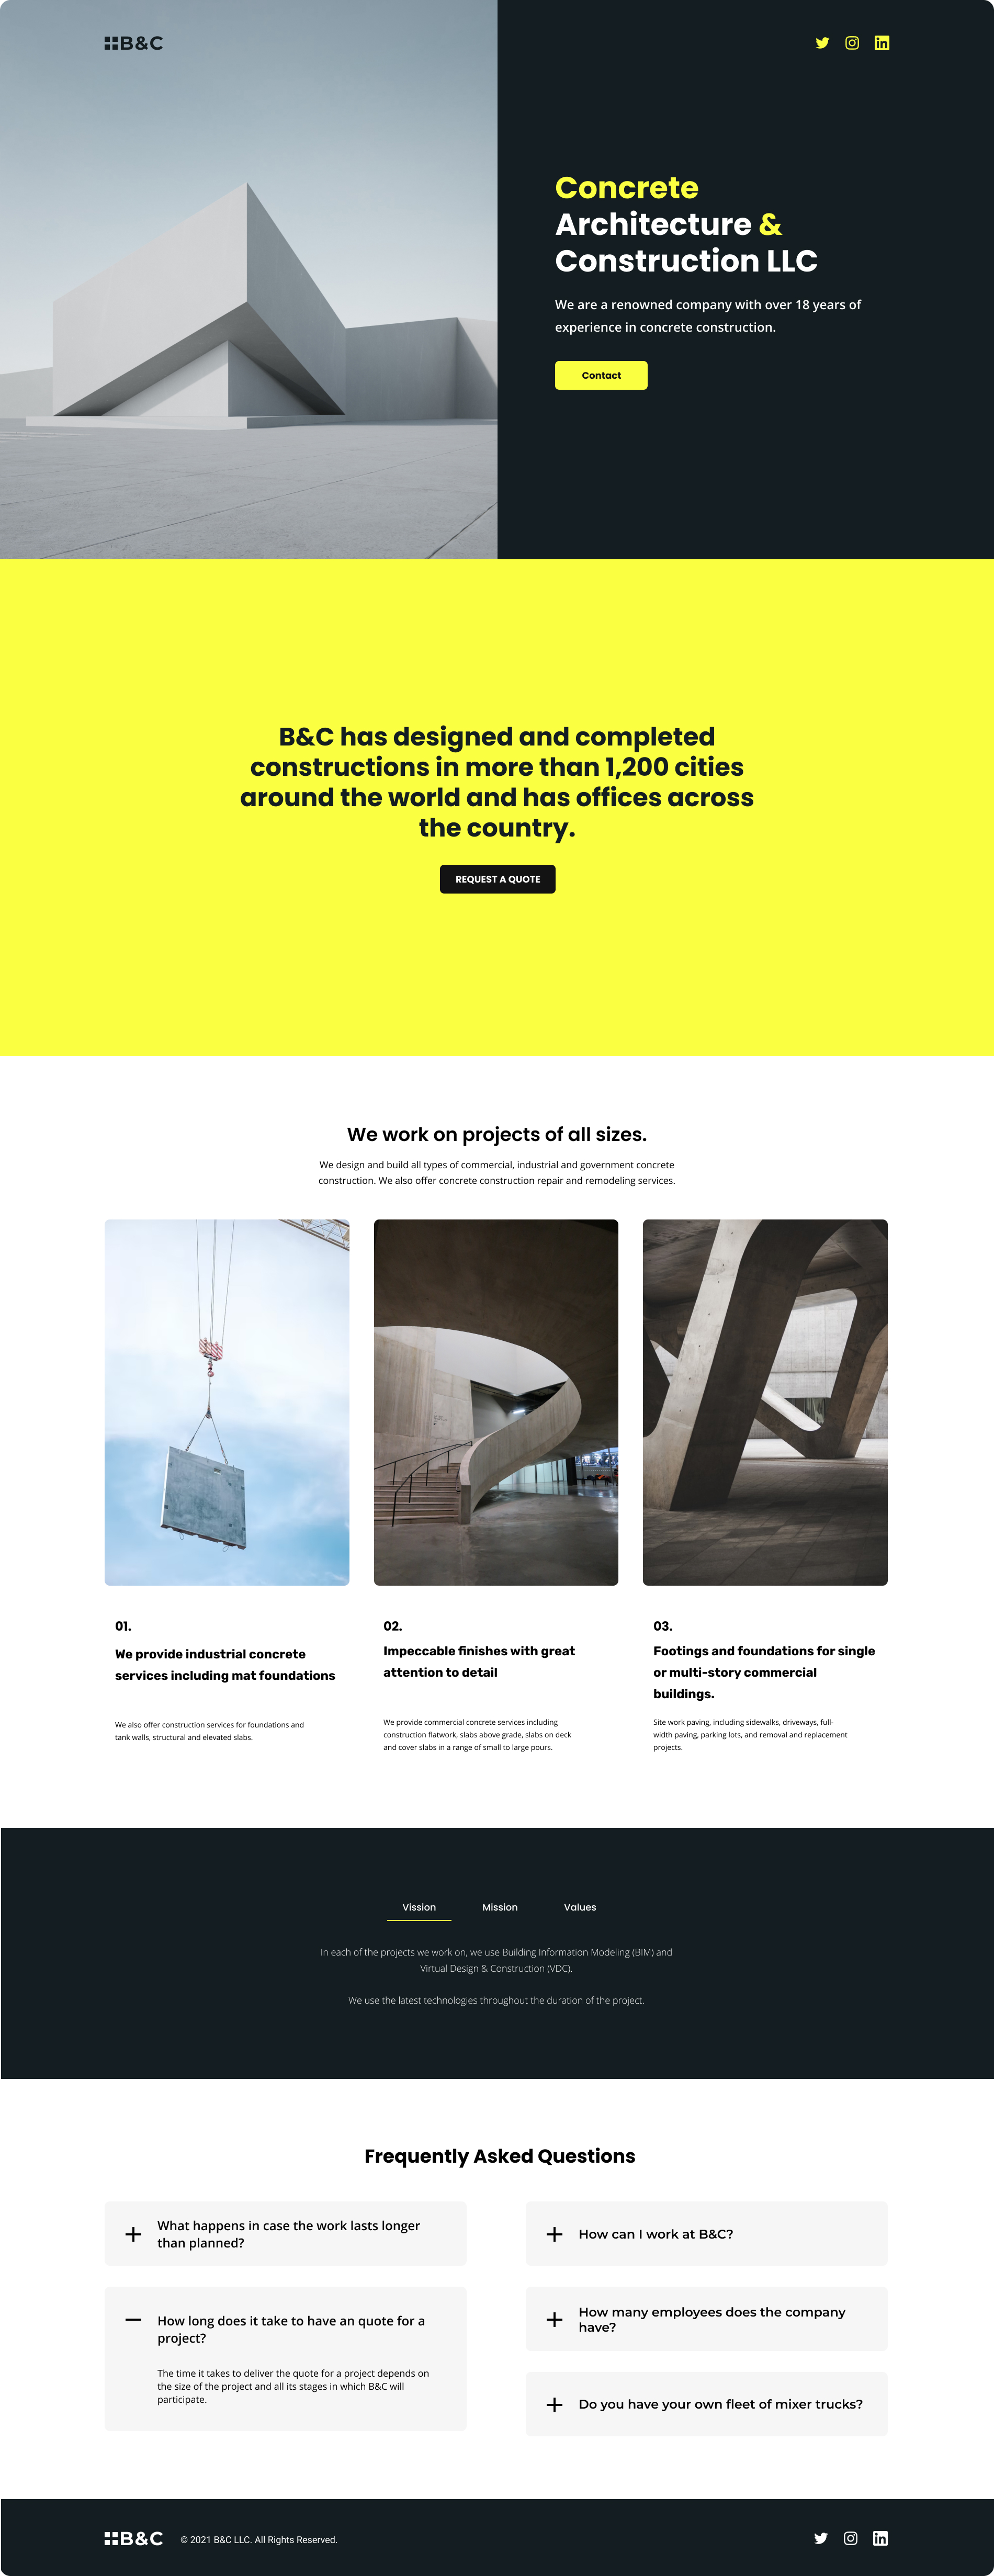 B&C
Concrete
Architecture &
Construction LLC
We are a renowned company with over 18 years of
experience in concrete construction.
Contact
B&C has designed and completed
constructions in more than 1,200 cities
around the world and has offices across
the country.
REQUEST A QUOTE
We work on projects of all sizes.
We design and build all types of commercial, industrial and government concrete
construction. We also offer concrete construction repair and remodeling services.
01.
We provide industrial concrete
services including mat foundations
We also offer construction services for foundations and
tank walls, structural and elevated slabs.
02.
Impeccable finishes with great
attention to detail
We provide commercial concrete services including
construction flatwork, slabs above grade, slabs on deck
and cover slabs in a range of small to large pours.
03.
Footings and foundations for single
or multi-story commercial
buildings.
Site work paving, including sidewalks, driveways, full-
width paving, parking lots, and removal and replacement
projects.
Vission Mission Values
In each of the projects we work on, we use Building Information Modeling (BIM) and
Virtual Design & Construction (VDC).
We use the latest technologies throughout the duration of the project.
Frequently Asked Questions
What happens in case the work lasts longer
than planned?
How long does it take to have an quote for a
project?
The time it takes to deliver the quote for a project depends on
the size of the project and all its stages in which B&C will
participate.
How can I work at B&C?
How many employees does the company
have?
Do you have your own fleet of mixer trucks?
B&C © 2021 B&C LLC. All Rights Reserved.